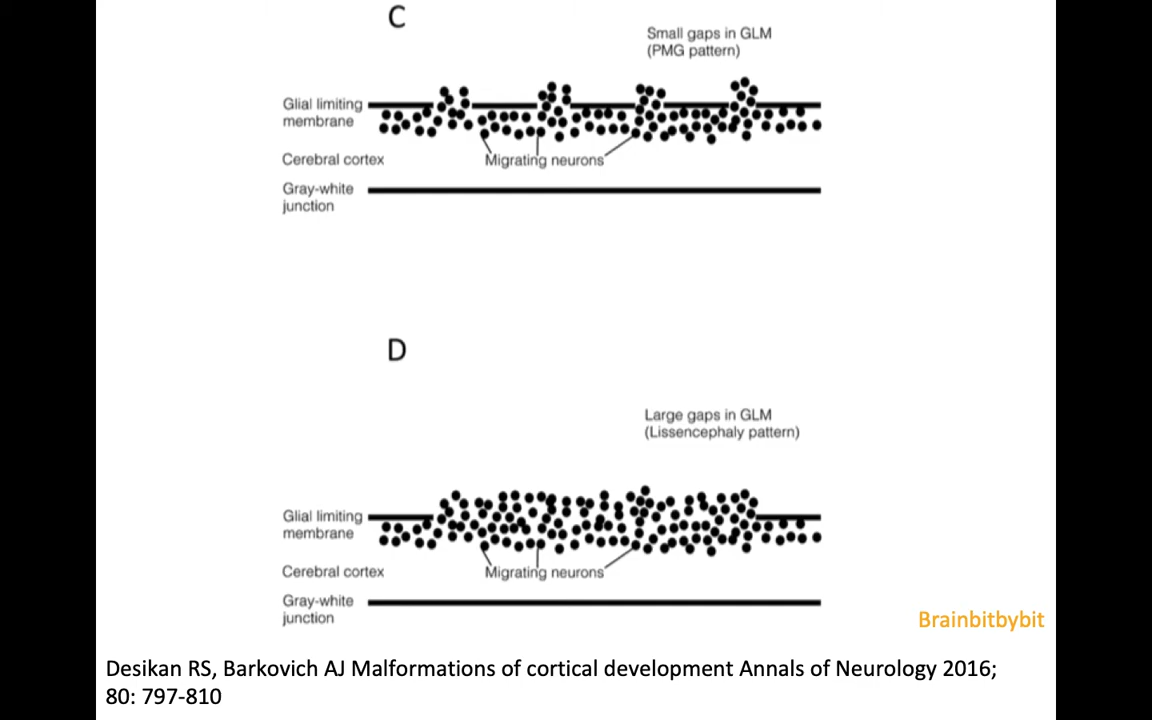 C
Small gaps in GLM
(PMG pattern)
Glial limiting
membrane
Cerebral cortex
Migrating neurons
Gray-white
junction
D
Large gaps in GLM
(Lissencephaly pattern)
Glial limiting
membrane
Cerebral cortex
Migrating neurons
Gray-white
junction
Brainbitbybit
Desikan RS, Barkovich AJ Malformations of cortical development Annals of Neurology 2016;
80: 797-810